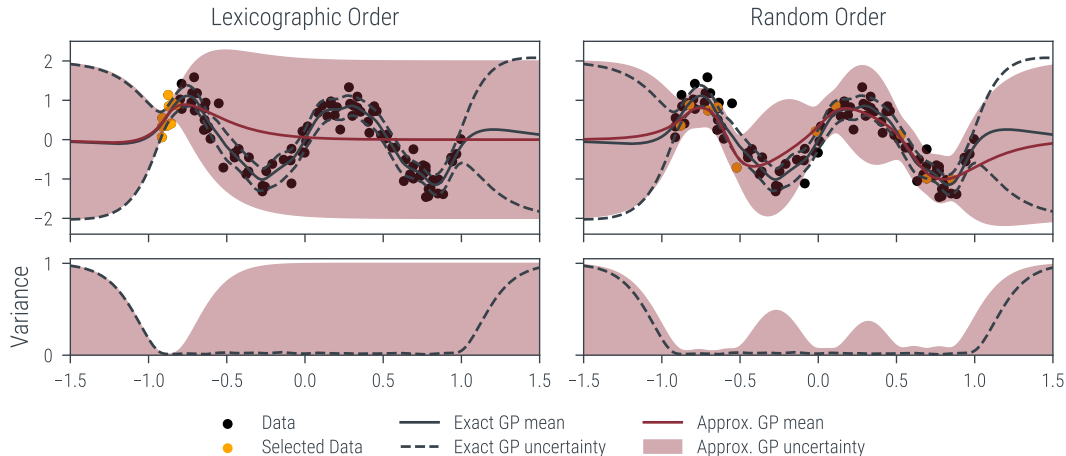 Lexicographic Order
Random Order
2
1
0
−1
−2
Variance
1
0
−1.5 −1.0 −0.5 0.0 0.5 1.0 1.5
−1.5 −1.0 −0.5 0.0 0.5 1.0 1.5
Data
Exact GP mean
Approx. GP mean
Selected Data
Exact GP uncertainty
Approx. GP uncertainty